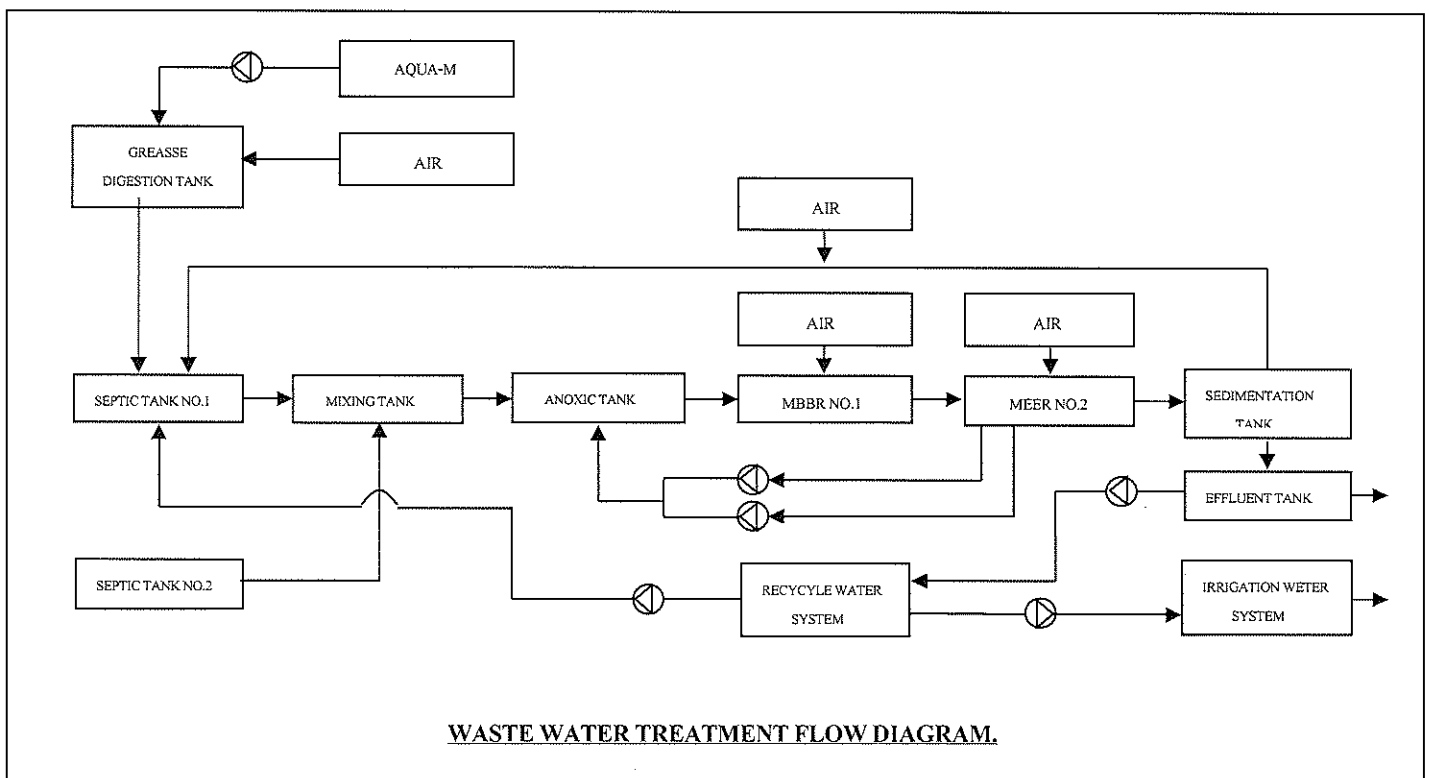 AQUA-M
GREASSE
DIGESTION TANK
AIR
AIR
AIR
AIR
SEPTIC TANK NO.1
MIXING TANK
ANOXIC TANK
MBBR NO.1
MEER NO.2
SEDIMENTATION
TANK
EFFLUENT TANK
SEPTIC TANK NO.2
RECYCYLE WATER
SYSTEM
IRRIGATION WETER
SYSTEM
WASTE WATER TREATMENT FLOW DIAGRAM.